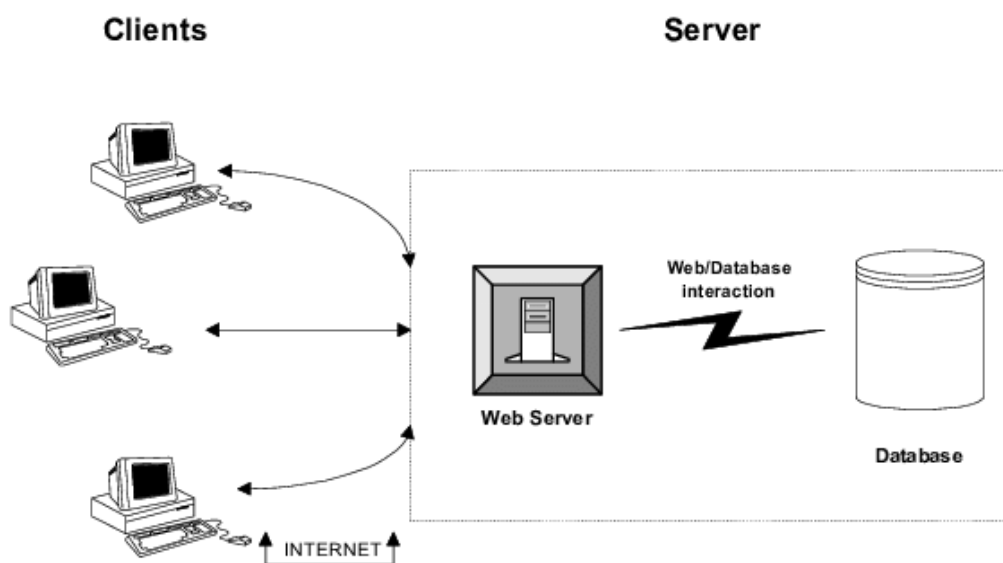 Clients
Server
Web/Database
interaction
Web Server
Database
INTERNET